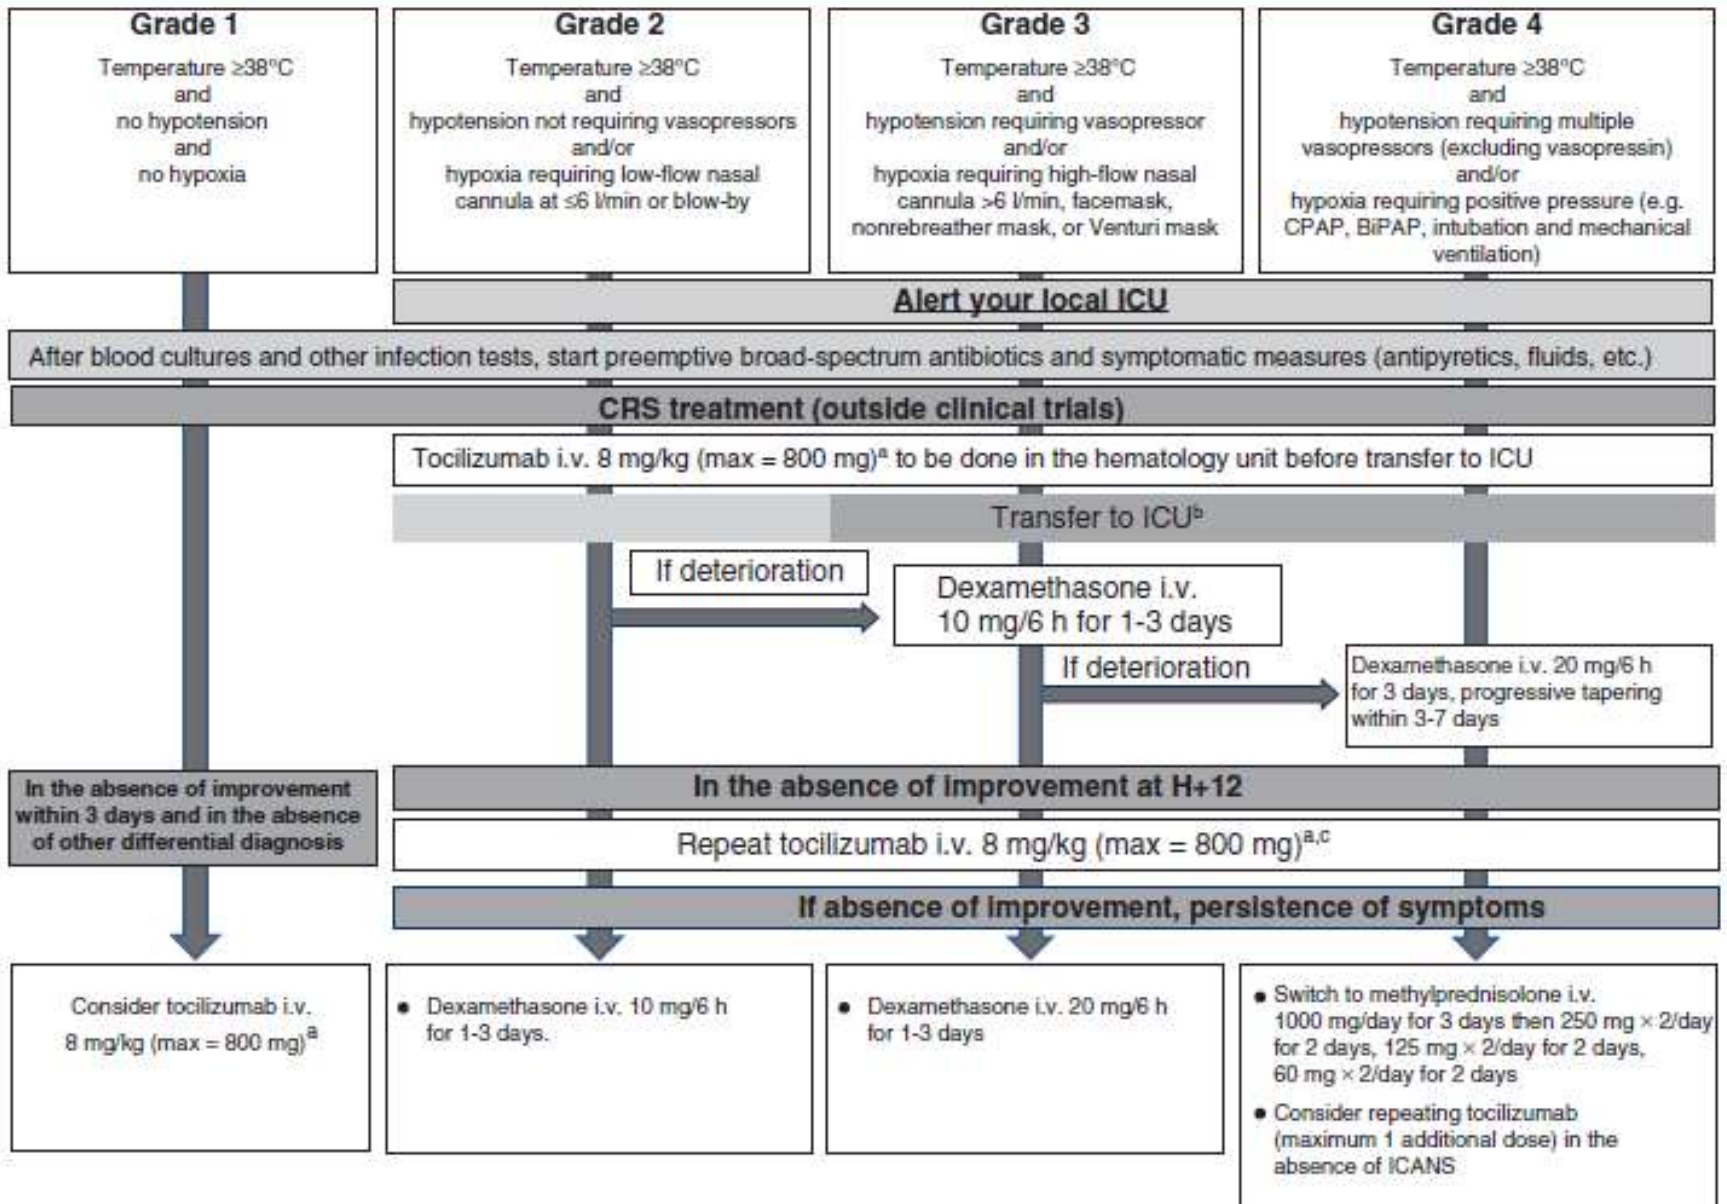 Grade 1
Temperature ≥38°C
and
no hypotension
and
no hypoxia
Grade 2
Temperature ≥38°C
and
hypotension not requiring vasopressors
and/or
hypoxia requiring low-flow nasal
cannula at ≤6 l/min or blow-by
Grade 3
Temperature ≥38°C
and
hypotension requiring vasopressor
and/or
hypoxia requiring high-flow nasal
cannula >6 l/min, facemask,
nonrebreather mask, or Venturi mask
Grade 4
Temperature ≥38°C
and
hypotension requiring multiple
vasopressors (excluding vasopressin)
and/or
hypoxia requiring positive pressure (e.g.
CPAP, BiPAP, intubation and mechanical
ventilation)
Alert your local ICU
After blood cultures and other infection tests, start preemptive broad-spectrum antibiotics and symptomatic measures (antipyretics, fluids, etc.)
CRS treatment (outside clinical trials)
Tocilizumab i.v. 8 mg/kg (max = 800 mg)ᵃ to be done in the hematology unit before transfer to ICU
Transfer to ICUᵇ
If deterioration
Dexamethasone i.v.
10 mg/6 h for 1-3 days
If deterioration
Dexamethasone i.v. 20 mg/6 h
for 3 days, progressive tapering
within 3-7 days
In the absence of improvement
within 3 days and in the absence
of other differential diagnosis
In the absence of improvement at H+12
Repeat tocilizumab i.v. 8 mg/kg (max = 800 mg)ᵃ,ᶜ
If absence of improvement, persistence of symptoms
Consider tocilizumab i.v.
8 mg/kg (max = 800 mg)ᵃ
● Dexamethasone i.v. 10 mg/6 h
for 1-3 days.
● Dexamethasone i.v. 20 mg/6 h
for 1-3 days
● Switch to methylprednisolone i.v.
1000 mg/day for 3 days then 250 mg × 2/day
for 2 days, 125 mg × 2/day for 2 days,
60 mg × 2/day for 2 days
● Consider repeating tocilizumab
(maximum 1 additional dose) in the
absence of ICANS